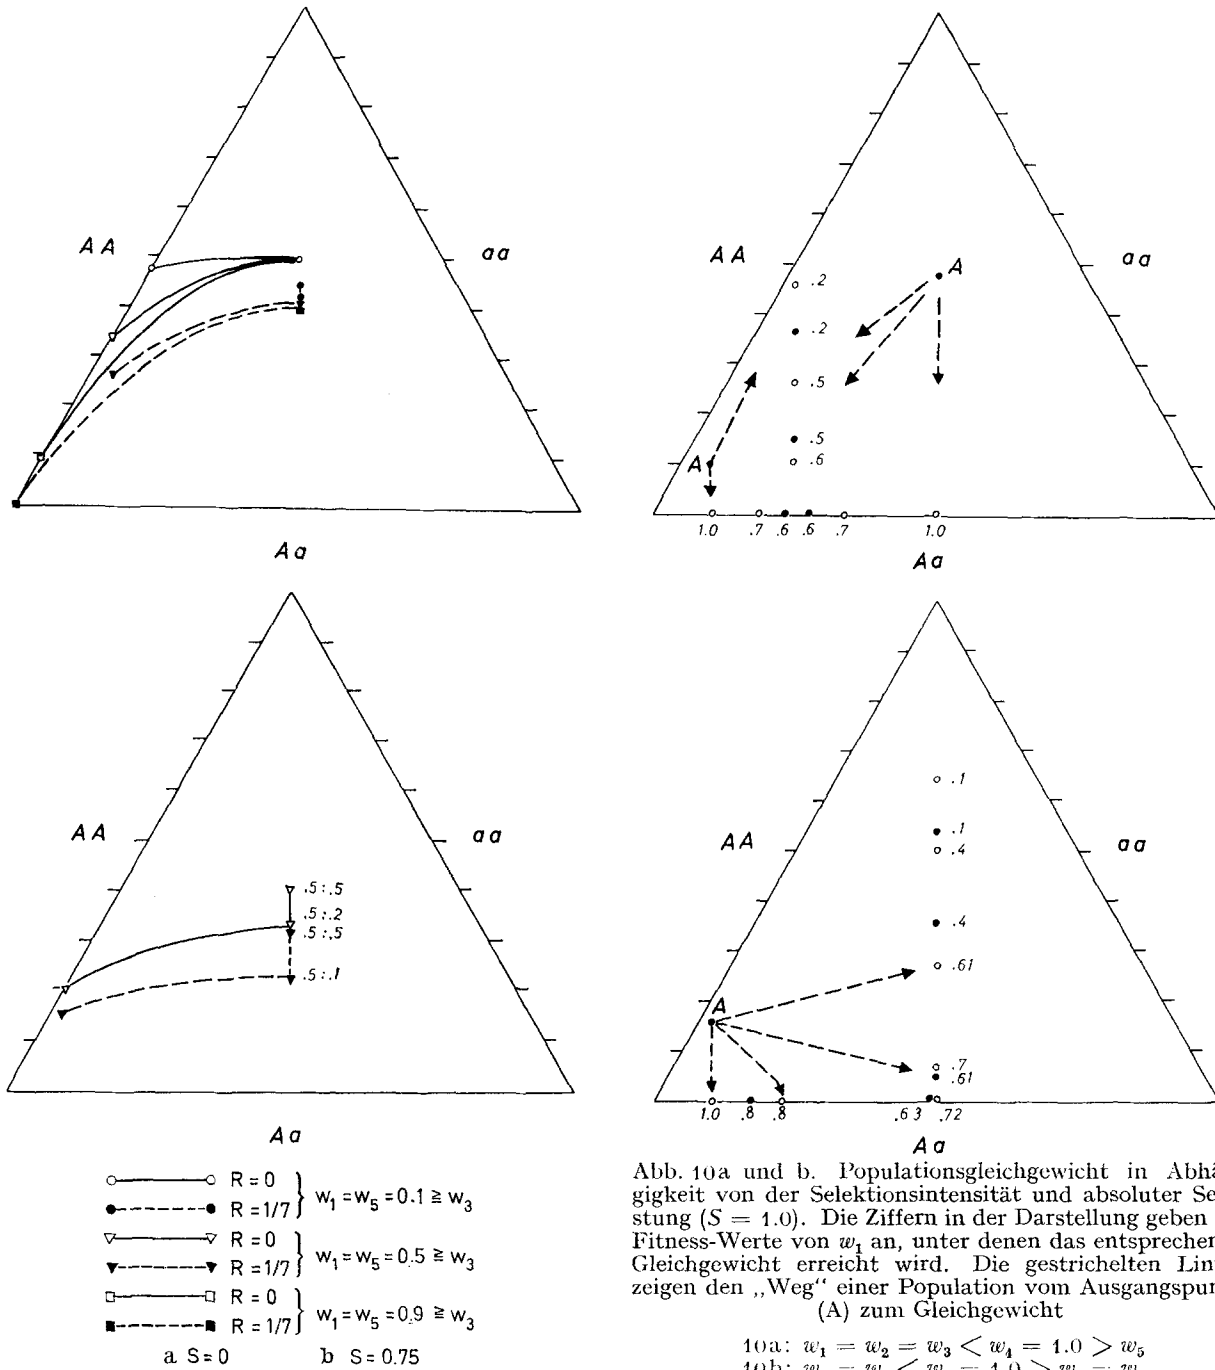 AA
aa
Aa
AA
aa
.5:.5
.5:.2
.5:.5
.5:.1
Aa
R = 0
R = 1/7
w₁ = w₅ = 0.1 ≧ w₃
R = 0
R = 1/7
w₁ = w₅ = 0.5 ≧ w₃
R = 0
R = 1/7
w₁ = w₅ = 0.9 ≧ w₃
a S = 0 b S = 0.75
AA
aa
A
.2
.2
.5
.5
.6
A
1.0 .7 .6 .6 .7 1.0
Aa
AA
aa
.1
.1
.4
.4
.61
A
.7
.61
1.0 .8 .8 .63 .72
Aa
Abb. 10a und b. Populationsgleichgewicht in Abhä
gigkeit von der Selektionsintensität und absoluter Se
stung (S = 1.0). Die Ziffern in der Darstellung geben
Fitness-Werte von w₁ an, unter denen das entsprechen
Gleichgewicht erreicht wird. Die gestrichelten Lin
zeigen den „Weg“ einer Population vom Ausgangspun
(A) zum Gleichgewicht
10a: w₁ = w₂ = w₃ < w₄ = 1.0 > w₅